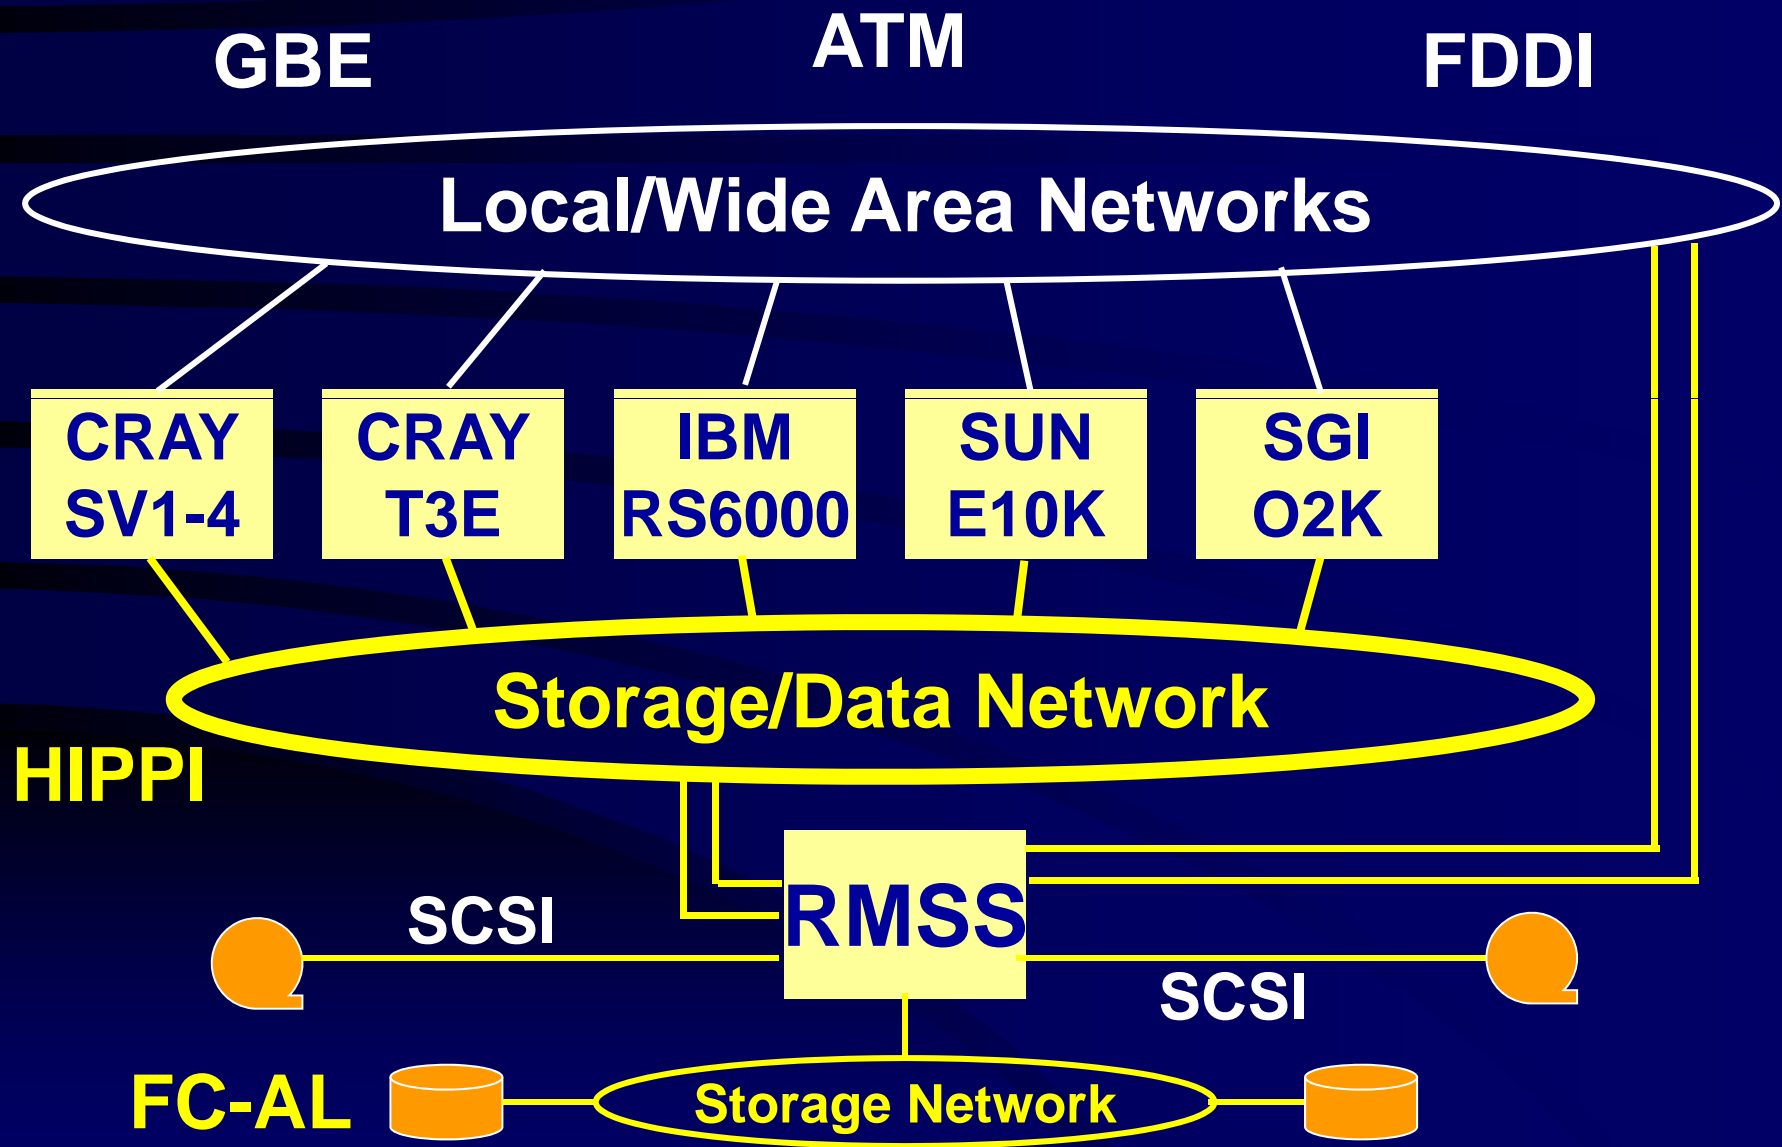 GBE
ATM
FDDI
Local/Wide Area Networks
CRAY
SV1-4
CRAY
T3E
IBM
RS6000
SUN
E10K
SGI
O2K
Storage/Data Network
HIPPI
RMSS
SCSI
SCSI
FC-AL
Storage Network